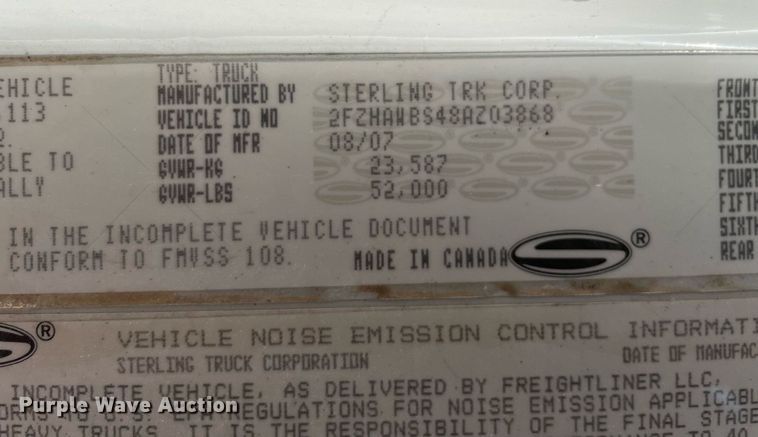 TYPE: TRUCK
EHICLE MANUFACTURED BY STERLING TRK CORP. FRONT
113 VEHICLE ID NO 2FZHAWBS48AZ03868 FIRST
DATE OF MFR 08/07 SECON
BLE TO GVWR-KG 23,587 THIRD
ALLY GVWR-LBS 52,000 FOURT
FIFTH
IN THE INCOMPLETE VEHICLE DOCUMENT SIXTH
CONFORM TO FMVSS 108. MADE IN CANADA ® REAR
® VEHICLE NOISE EMISSION CONTROL INFORMATI
STERLING TRUCK CORPORATION DATE OF MANUFAC
INCOMPLETE VEHICLE, AS DELIVERED BY FREIGHTLINER LLC,
REGULATIONS FOR NOISE EMISSION APPLICABL
HEAVY TRUCKS. IT IS THE RESPONSIBILITY OF THE FINAL STAGE
TO 40
Purple Wave Auction